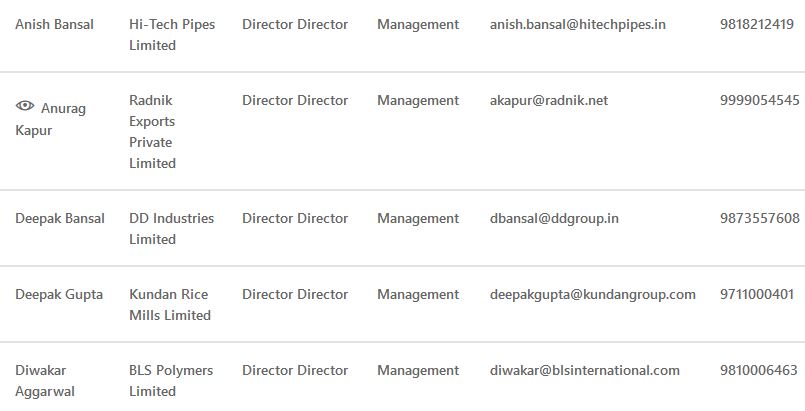 Anish Bansal Hi-Tech Pipes Director Director Management anish.bansal@hitechpipes.in 9818212419
Limited
Anurag Radnik Director Director Management akapur@radnik.net 9999054545
Kapur Exports
Private
Limited
Deepak Bansal DD Industries Director Director Management dbansal@ddgroup.in 9873557608
Limited
Deepak Gupta Kundan Rice Director Director Management deepakgupta@kundangroup.com 9711000401
Mills Limited
Diwakar BLS Polymers Director Director Management diwakar@blsinternational.com 9810006463
Aggarwal Limited